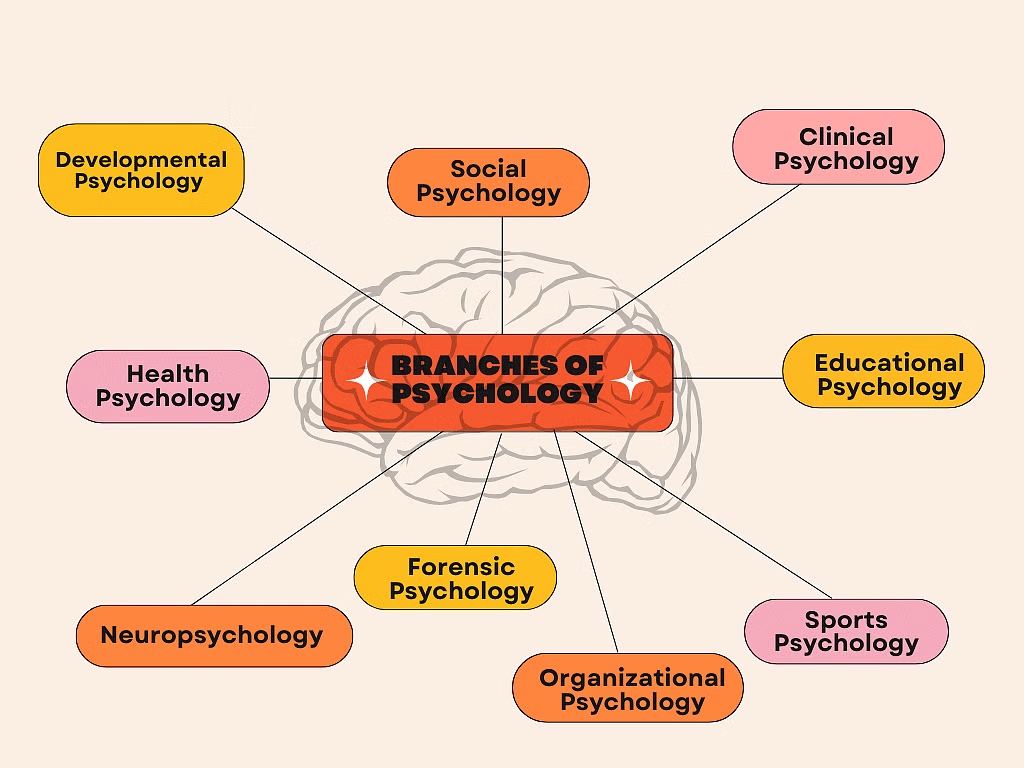 Developmental
Psychology
Social
Psychology
Clinical
Psychology
Health
Psychology
BRANCHES OF
PSYCHOLOGY
Educational
Psychology
Neuropsychology
Forensic
Psychology
Organizational
Psychology
Sports
Psychology